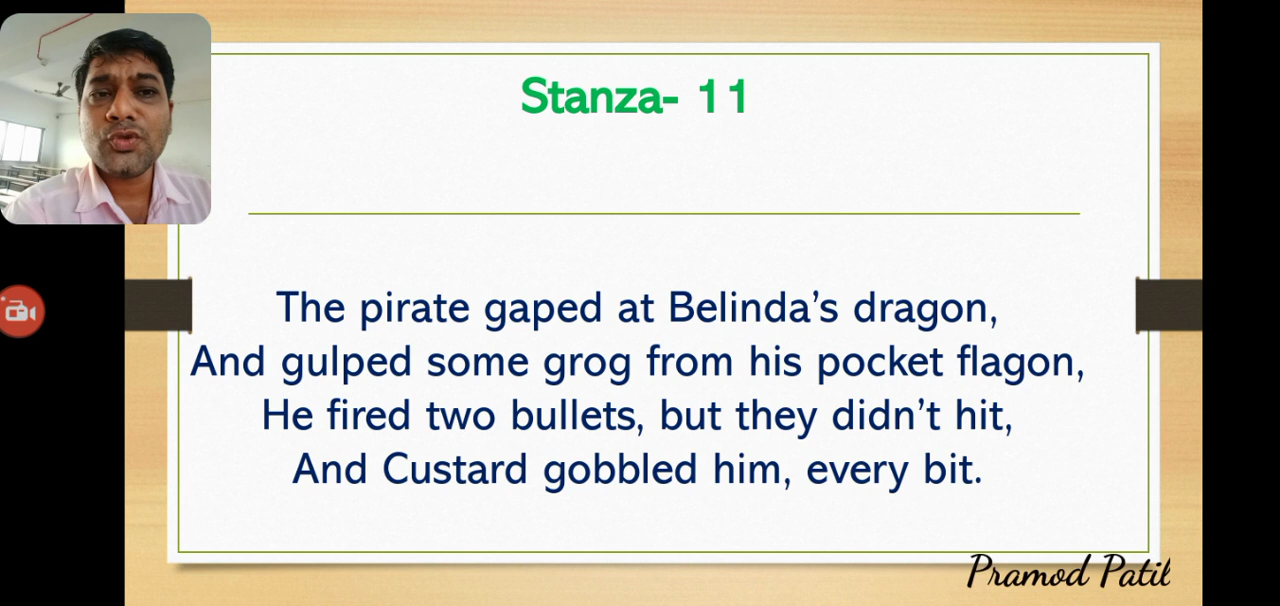 Stanza- 11
The pirate gaped at Belinda’s dragon,
And gulped some grog from his pocket flagon,
He fired two bullets, but they didn’t hit,
And Custard gobbled him, every bit.
Pramod Patil